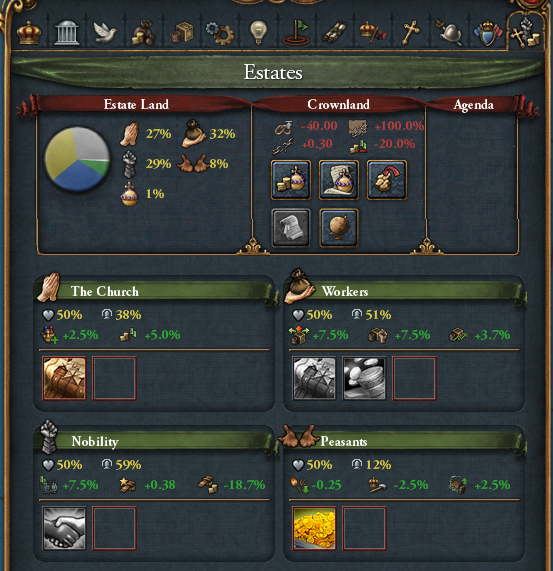 Estates
Estate Land
Crownland
Agenda
27% 32%
-40.00 +100.0%
29% 8%
+0.30 -20.0%
1%
The Church
Workers
50% 38%
50% 51%
+2.5% +5.0%
+7.5% +7.5% +3.7%
Nobility
Peasants
50% 59%
50% 12%
+7.5% +0.38 -18.7%
-0.25 -2.5% +2.5%